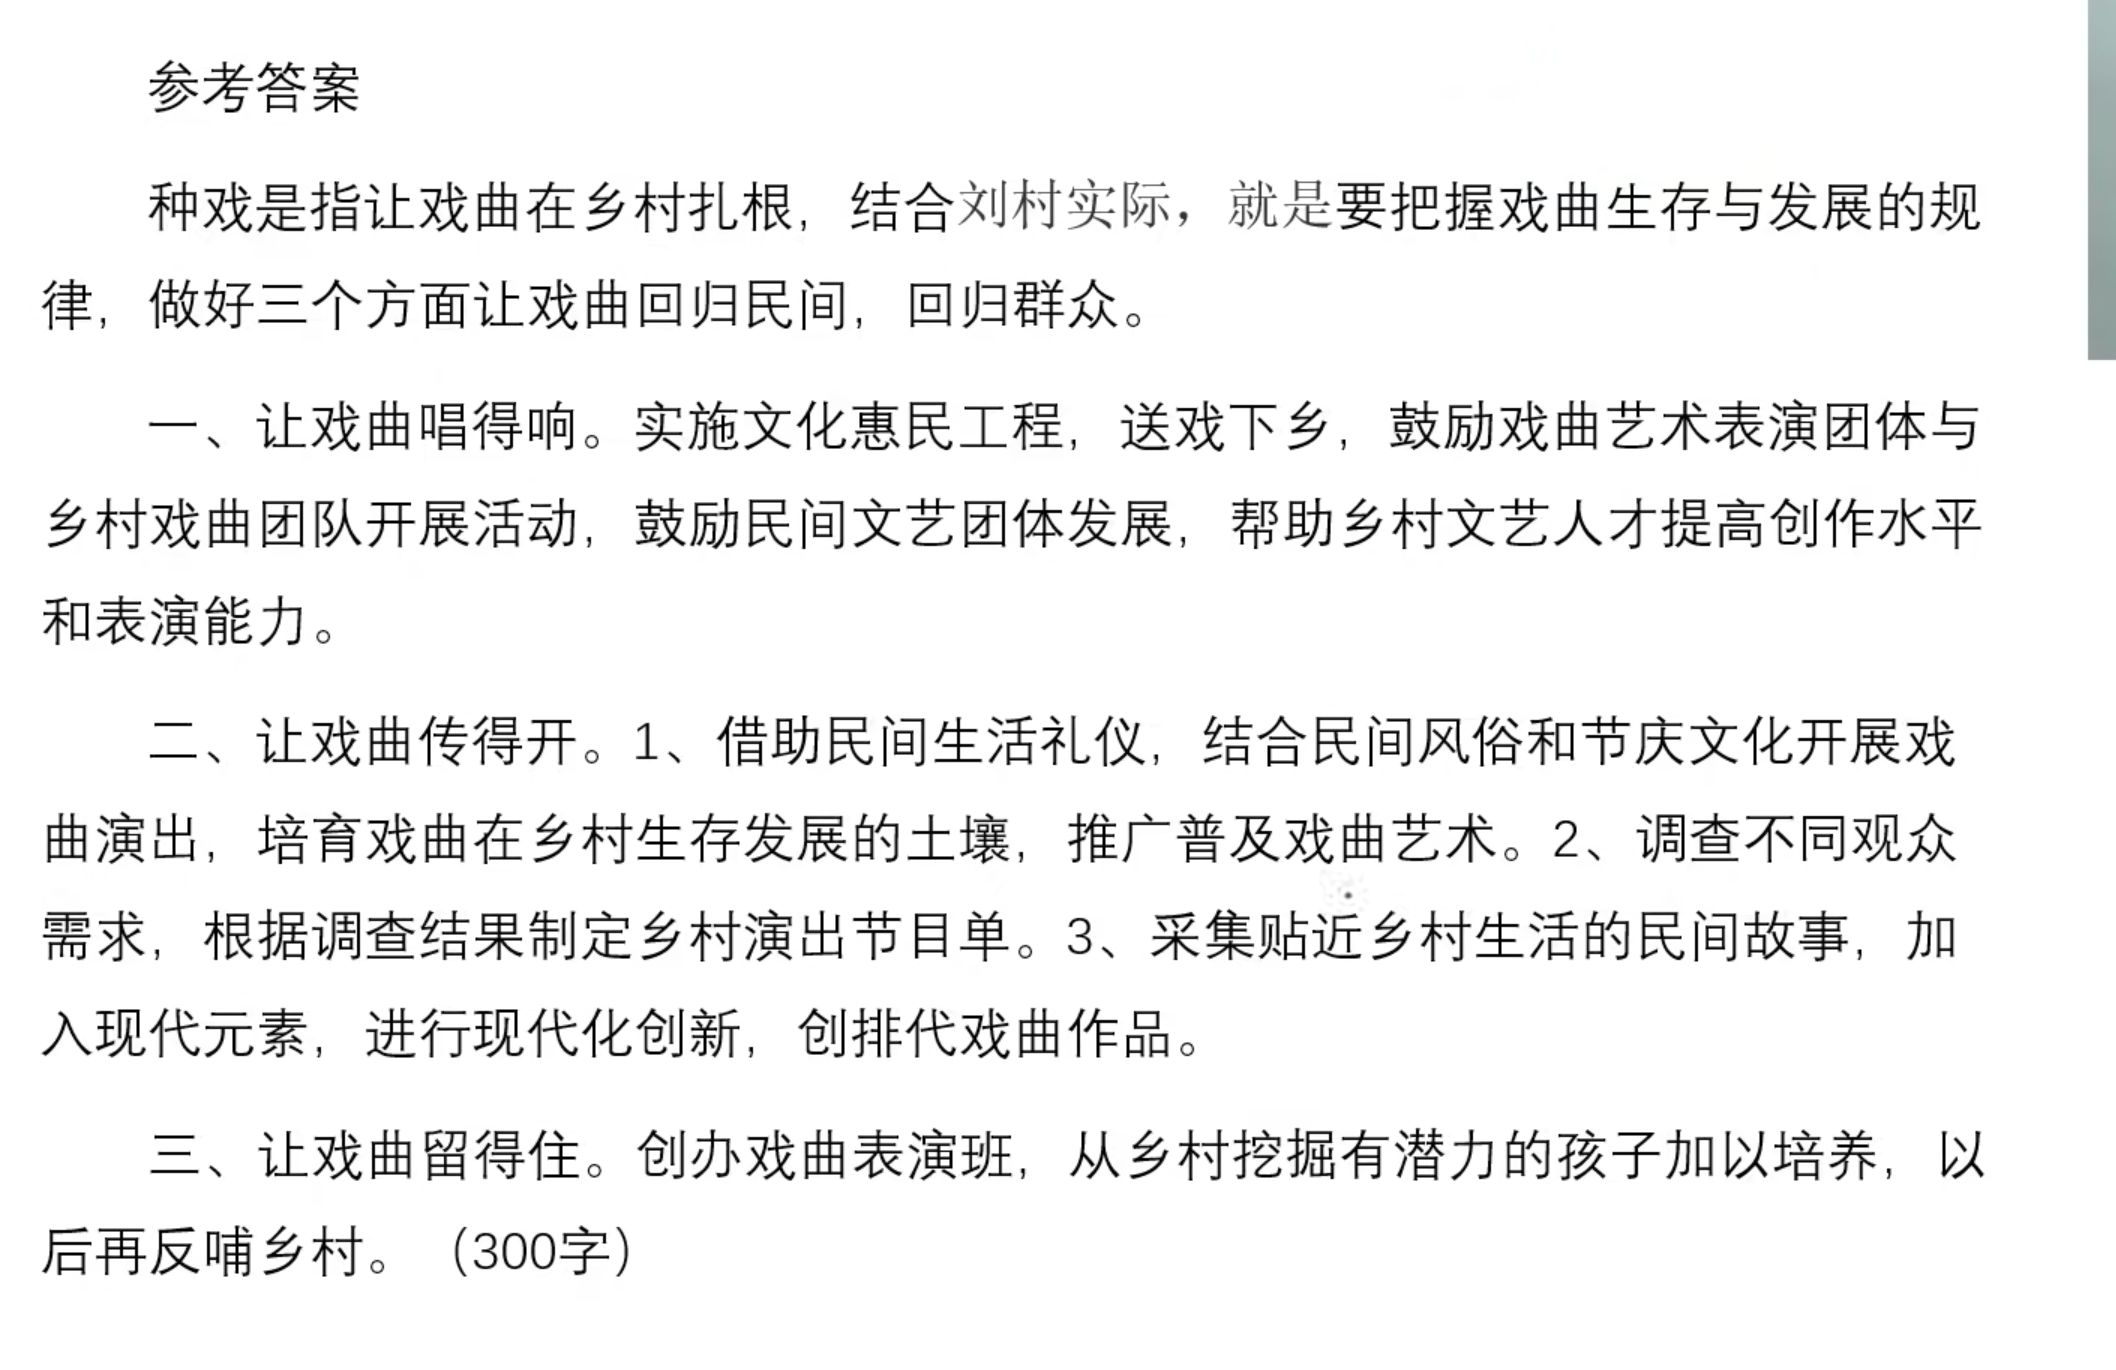 参考答案
种戏是指让戏曲在乡村扎根，结合刘村实际，就是要把握戏曲生存与发展的规
律，做好三个方面让戏曲回归民间，回归群众。
一、让戏曲唱得响。实施文化惠民工程，送戏下乡，鼓励戏曲艺术表演团体与
乡村戏曲团队开展活动，鼓励民间文艺团体发展，帮助乡村文艺人才提高创作水平
和表演能力。
二、让戏曲传得开。1、借助民间生活礼仪，结合民间风俗和节庆文化开展戏
曲演出，培育戏曲在乡村生存发展的土壤，推广普及戏曲艺术。2、调查不同观众
需求，根据调查结果制定乡村演出节目单。3、采集贴近乡村生活的民间故事，加
入现代元素，进行现代化创新，创排代戏曲作品。
三、让戏曲留得住。创办戏曲表演班，从乡村挖掘有潜力的孩子加以培养，以
后再反哺乡村。（300字）